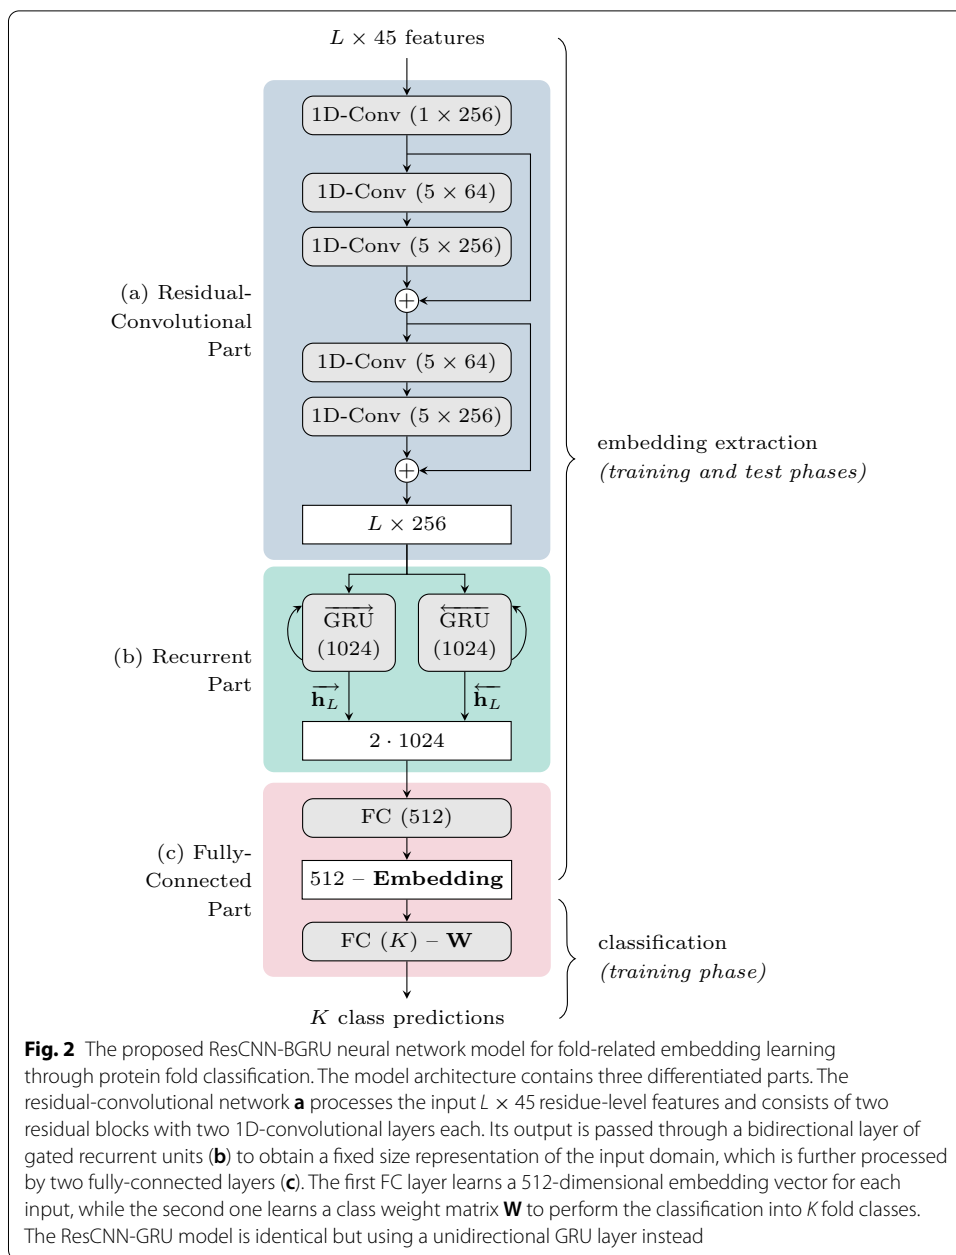 L × 45 features
1D-Conv (1 × 256)
1D-Conv (5 × 64)
1D-Conv (5 × 256)
+
(a) Residual-
Convolutional
Part
1D-Conv (5 × 64)
1D-Conv (5 × 256)
+
L × 256
embedding extraction
(training and test phases)
GRU
(1024)
GRU
(1024)
(b) Recurrent
Part
h_L
h_L
2 · 1024
FC (512)
(c) Fully-
Connected
Part
512 – Embedding
FC (K) – W
classification
(training phase)
K class predictions
Fig. 2 The proposed ResCNN-BGRU neural network model for fold-related embedding learning
through protein fold classification. The model architecture contains three differentiated parts. The
residual-convolutional network a processes the input L × 45 residue-level features and consists of two
residual blocks with two 1D-convolutional layers each. Its output is passed through a bidirectional layer of
gated recurrent units (b) to obtain a fixed size representation of the input domain, which is further processed
by two fully-connected layers (c). The first FC layer learns a 512-dimensional embedding vector for each
input, while the second one learns a class weight matrix W to perform the classification into K fold classes.
The ResCNN-GRU model is identical but using a unidirectional GRU layer instead